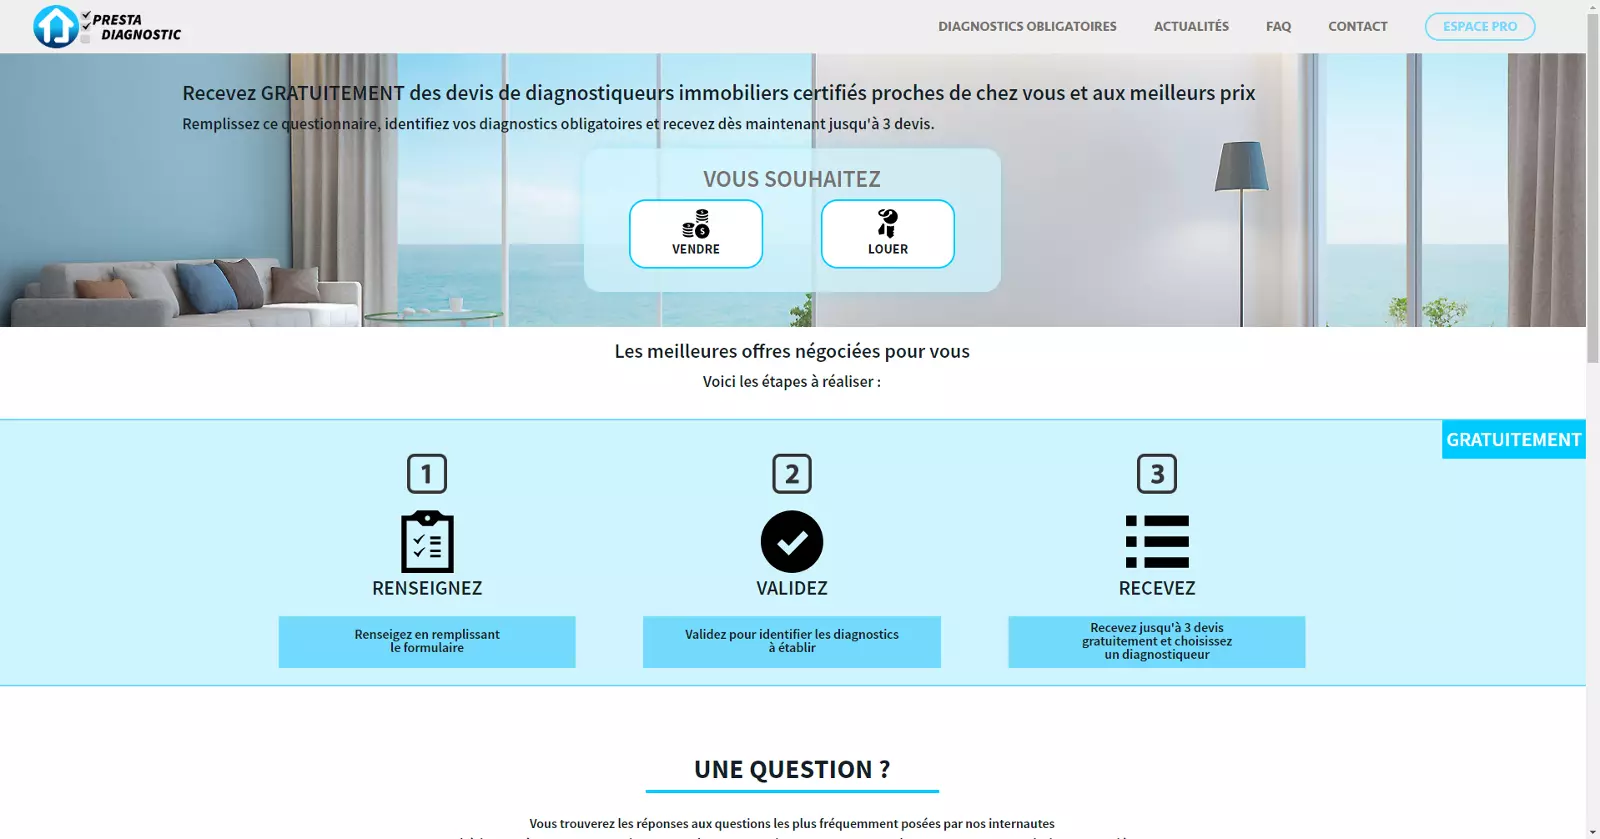 PRESTA
DIAGNOSTIC
DIAGNOSTICS OBLIGATOIRES
ACTUALITÉS
FAQ
CONTACT
ESPACE PRO
Recevez GRATUITEMENT des devis de diagnostiqueurs immobiliers certifiés proches de chez vous et aux meilleurs prix
Remplissez ce questionnaire, identifiez vos diagnostics obligatoires et recevez dès maintenant jusqu'à 3 devis.
VOUS SOUHAITEZ
VENDRE
LOUER
Les meilleures offres négociées pour vous
Voici les étapes à réaliser :
GRATUITEMENT
1
2
3
RENSEIGNEZ
VALIDEZ
RECEVEZ
Renseigez en remplissant
le formulaire
Validez pour identifier les diagnostics
à établir
Recevez jusqu'à 3 devis
gratuitement et choisissez
un diagnostiqueur
UNE QUESTION ?
Vous trouverez les réponses aux questions les plus fréquemment posées par nos internautes